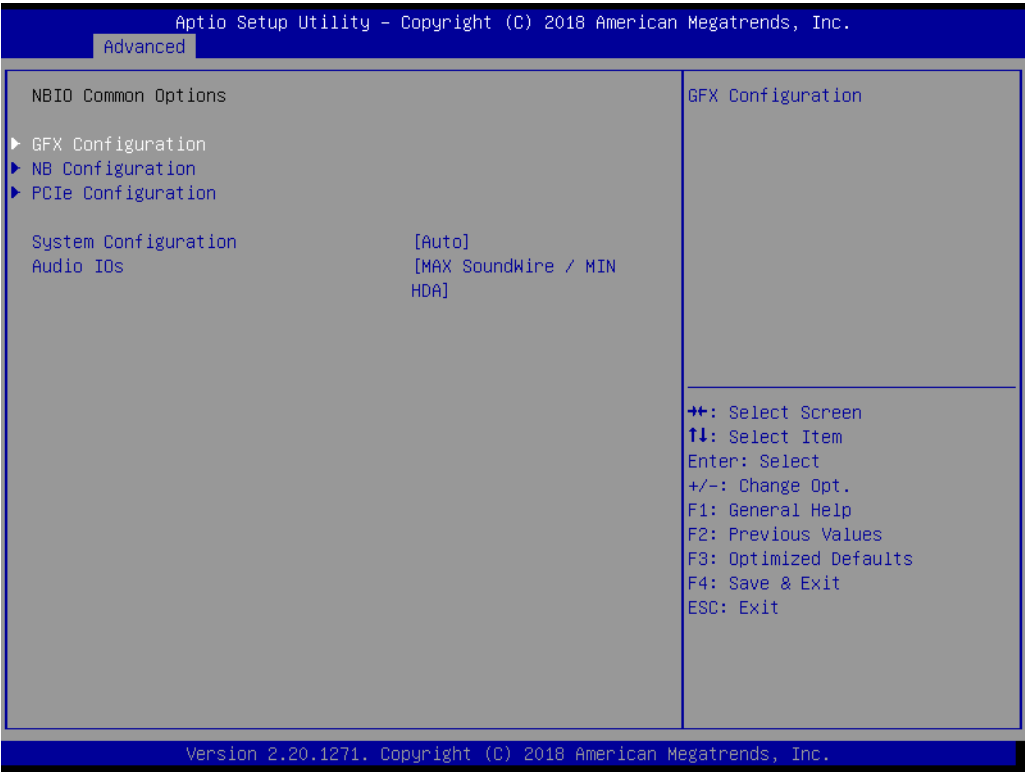 Aptio Setup Utility – Copyright (C) 2018 American Megatrends, Inc.
Advanced
NBIO Common Options
GFX Configuration
NB Configuration
PCIe Configuration
System Configuration [Auto]
Audio IOs [MAX SoundWire / MIN
HDA]
GFX Configuration
→←: Select Screen
↑↓: Select Item
Enter: Select
+/-: Change Opt.
F1: General Help
F2: Previous Values
F3: Optimized Defaults
F4: Save & Exit
ESC: Exit
Version 2.20.1271. Copyright (C) 2018 American Megatrends, Inc.